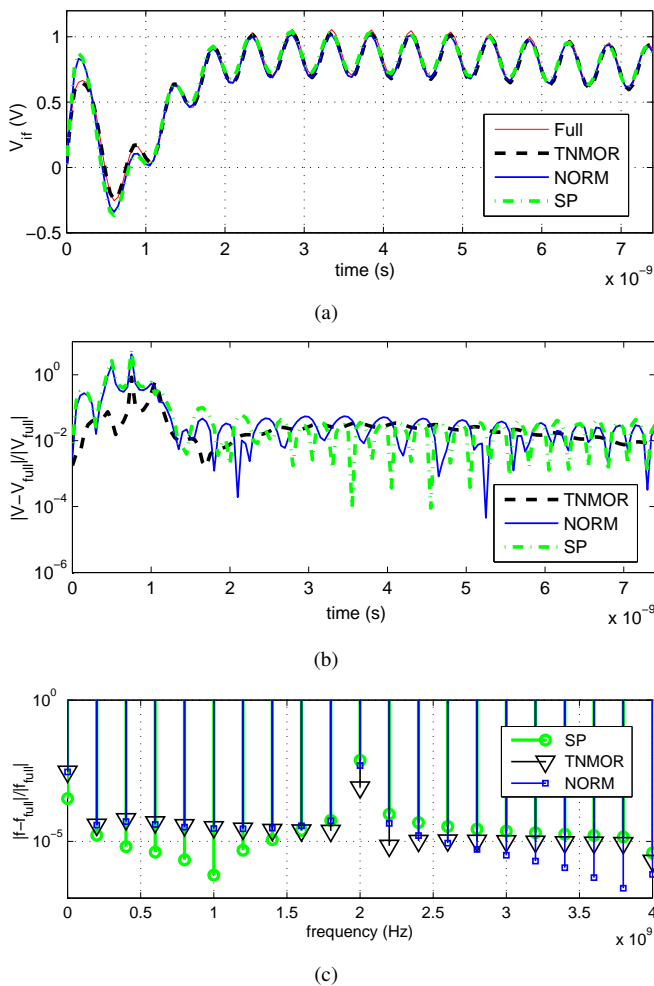 1
0.5
0
−0.5
V_if (V)
Full
TNMOR
NORM
SP
0 1 2 3 4 5 6 7
time (s)
x 10^−9
(a)
10^0
10^−2
10^−4
10^−6
|V−V_full|/|V_full|
TNMOR
NORM
SP
0 1 2 3 4 5 6 7
time (s)
x 10^−9
(b)
10^0
10^−5
|f−f_full|/|f_full|
SP
TNMOR
NORM
0 0.5 1 1.5 2 2.5 3 3.5 4
frequency (Hz)
x 10^9
(c)